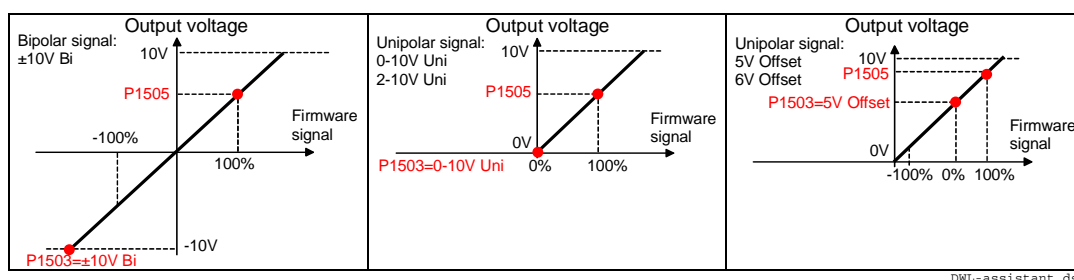 Output voltage
Bipolar signal:
±10V Bi
10V
P1505
Firmware
signal
-100%
100%
-10V
P1503=±10V Bi
Output voltage
Unipolar signal:
0-10V Uni
2-10V Uni
10V
P1505
Firmware
signal
0V
P1503=0-10V Uni
0%
100%
Output voltage
Unipolar signal:
5V Offset
6V Offset
10V
P1505
P1503=5V Offset
Firmware
signal
0V
-100%
0%
100%